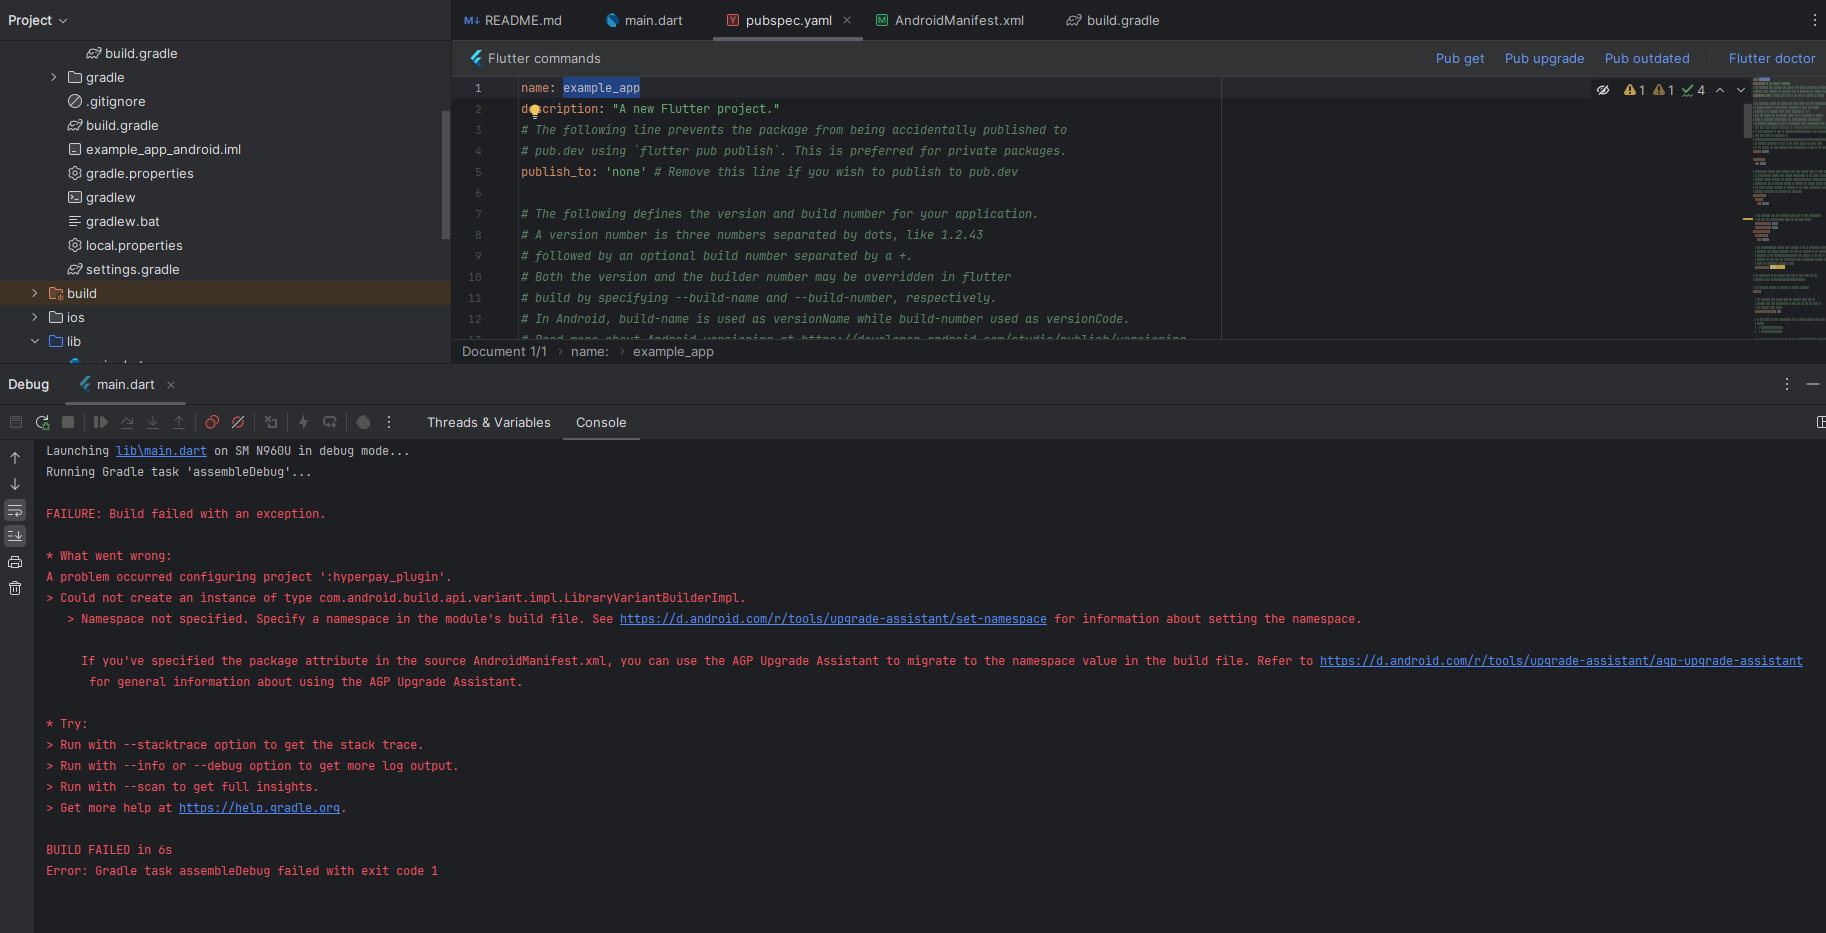 Project
README.md
main.dart
pubspec.yaml
AndroidManifest.xml
build.gradle
build.gradle
gradle
.gitignore
build.gradle
example_app_android.iml
gradle.properties
gradlew
gradlew.bat
local.properties
settings.gradle
build
ios
lib
Flutter commands
Pub get
Pub upgrade
Pub outdated
Flutter doctor
1 name: example_app
2 description: "A new Flutter project."
3 # The following line prevents the package from being accidentally published to
4 # pub.dev using `flutter pub publish`. This is preferred for private packages.
5 publish_to: 'none' # Remove this line if you wish to publish to pub.dev
6
7 # The following defines the version and build number for your application.
8 # A version number is three numbers separated by dots, like 1.2.43
9 # followed by an optional build number separated by a +.
10 # Both the version and the builder number may be overridden in flutter
11 # build by specifying --build-name and --build-number, respectively.
12 # In Android, build-name is used as versionName while build-number used as versionCode.
13 # Read more about Android versioning at https://developer.android.com/studio/publish/versioning
1 1 4
Document 1/1 › name: › example_app
Debug
main.dart
Threads & Variables
Console
Launching lib\main.dart on SM N960U in debug mode...
Running Gradle task 'assembleDebug'...
FAILURE: Build failed with an exception.
* What went wrong:
A problem occurred configuring project ':hyperpay_plugin'.
> Could not create an instance of type com.android.build.api.variant.impl.LibraryVariantBuilderImpl.
> Namespace not specified. Specify a namespace in the module's build file. See https://d.android.com/r/tools/upgrade-assistant/set-namespace for information about setting the namespace.
If you've specified the package attribute in the source AndroidManifest.xml, you can use the AGP Upgrade Assistant to migrate to the namespace value in the build file. Refer to https://d.android.com/r/tools/upgrade-assistant/agp-upgrade-assistant
for general information about using the AGP Upgrade Assistant.
* Try:
> Run with --stacktrace option to get the stack trace.
> Run with --info or --debug option to get more log output.
> Run with --scan to get full insights.
> Get more help at https://help.gradle.org.
BUILD FAILED in 6s
Error: Gradle task assembleDebug failed with exit code 1